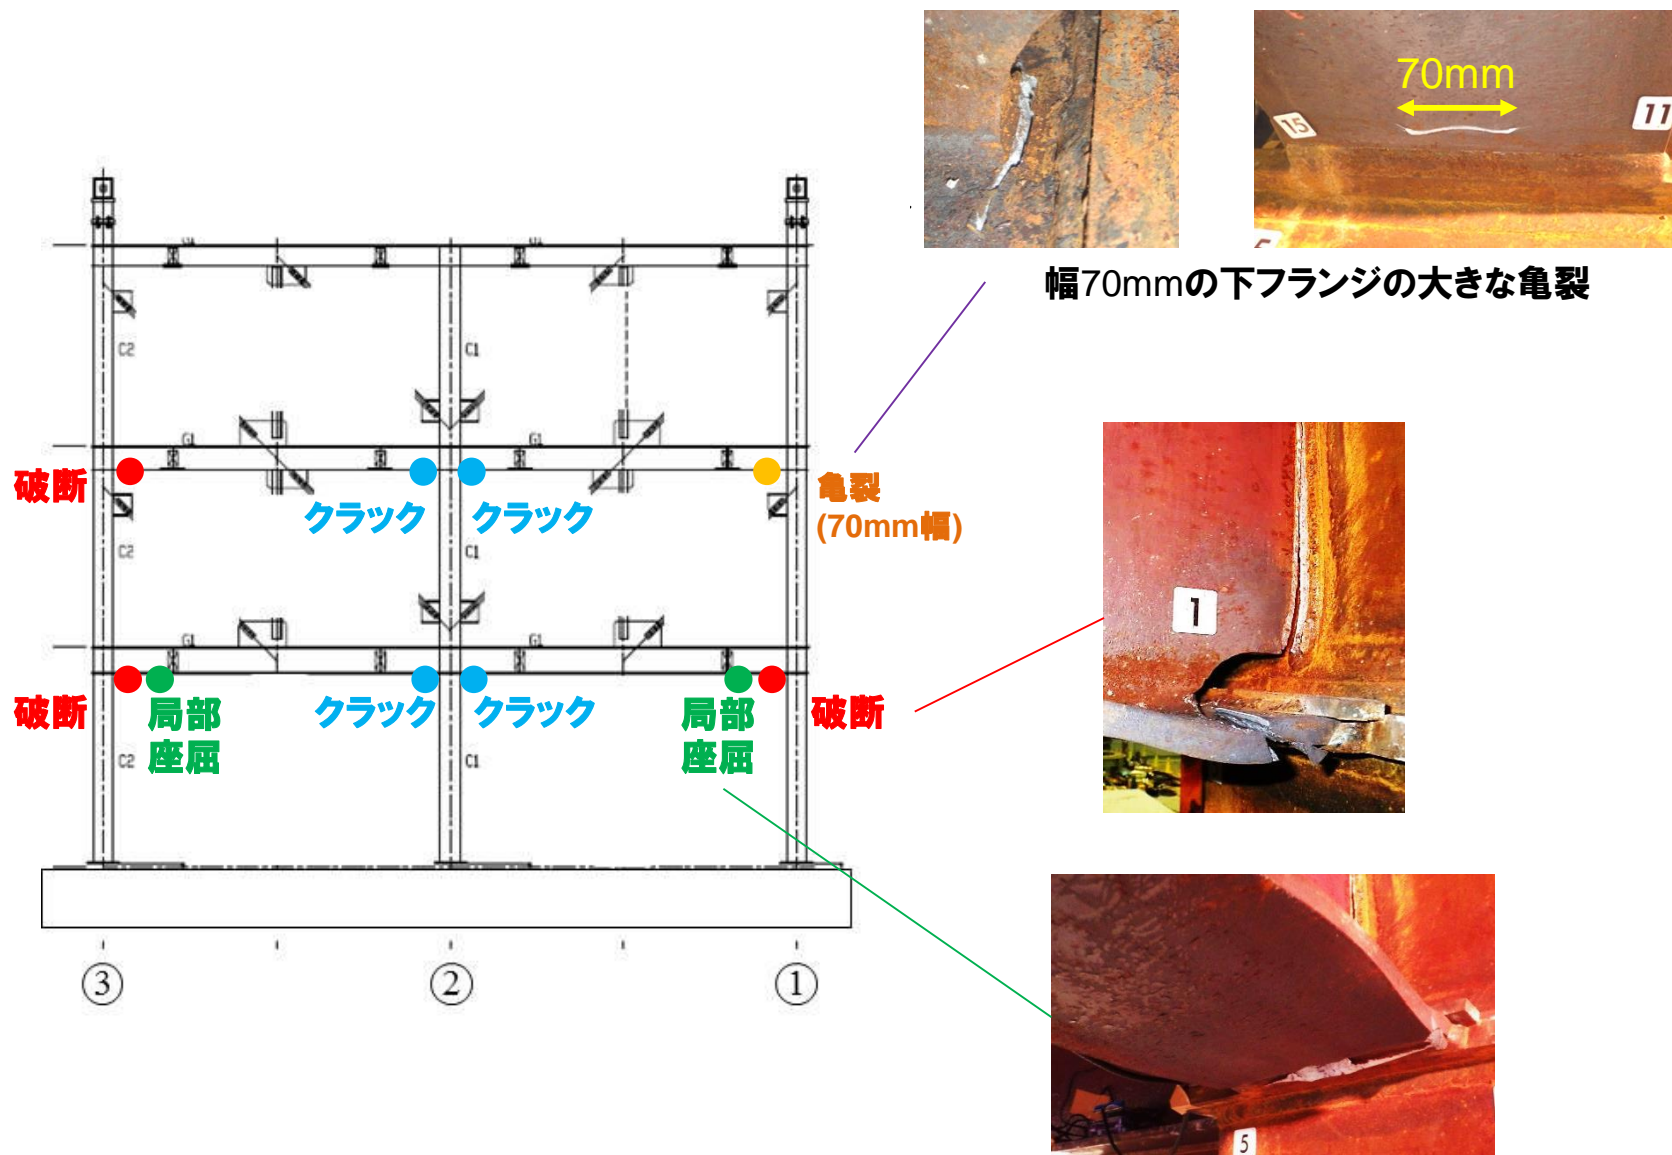 70mm
15
11
幅70mmの下フランジの大きな亀裂
G1
G1
C2
C1
G1
G1
破断
クラック
クラック
亀裂
(70mm幅)
C2
C1
1
G1
G1
破断
局部
座屈
クラック
クラック
局部
座屈
破断
C2
C1
5
③
②
①